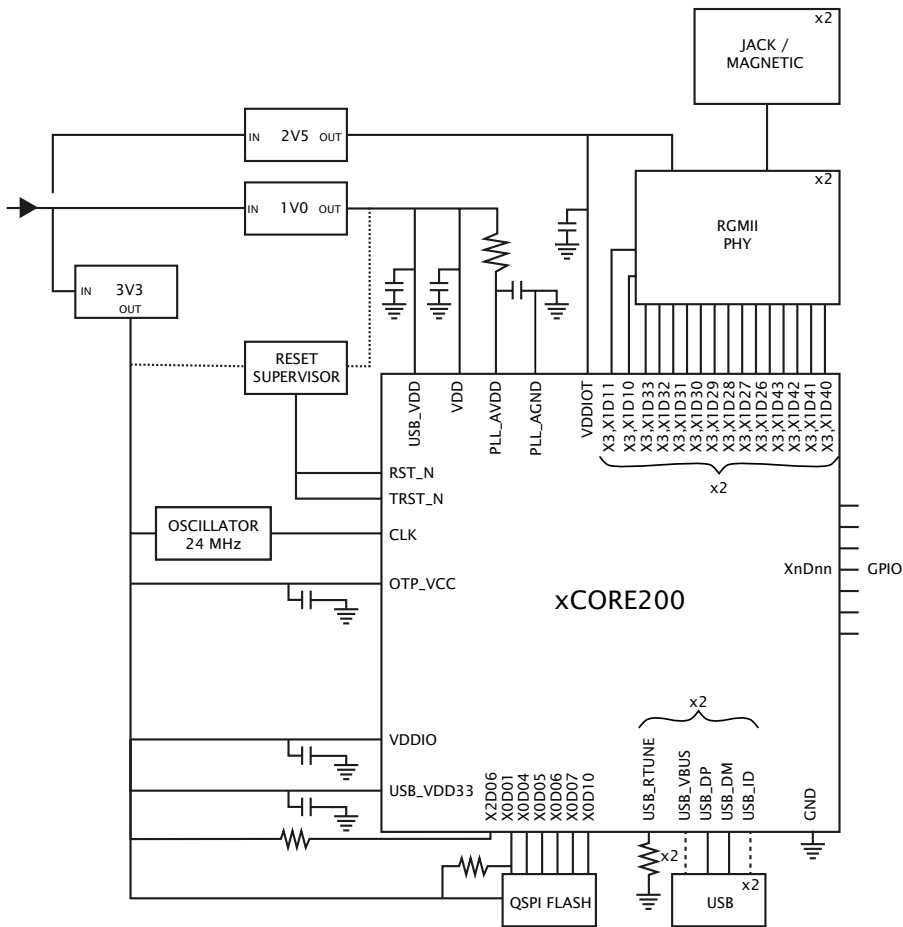 x2
JACK /
MAGNETIC
IN 2V5 OUT
x2
RGMII
PHY
IN 1V0 OUT
IN 3V3
OUT
RESET
SUPERVISOR
USB_VDD
VDD
PLL_AVDD
PLL_AGND
VDDIOT
X3,X1D11
X3,X1D10
X3,X1D33
X3,X1D32
X3,X1D31
X3,X1D30
X3,X1D29
X3,X1D28
X3,X1D27
X3,X1D26
X3,X1D43
X3,X1D42
X3,X1D41
X3,X1D40
x2
RST_N
TRST_N
OSCILLATOR
24 MHz
CLK
XnDnn GPIO
OTP_VCC
xCORE200
x2
VDDIO
USB_VDD33
X2D06
X0D01
X0D04
X0D05
X0D06
X0D07
X0D10
USB_RTUNE
USB_VBUS
USB_DP
USB_DM
USB_ID
GND
x2
QSPI FLASH
x2
USB